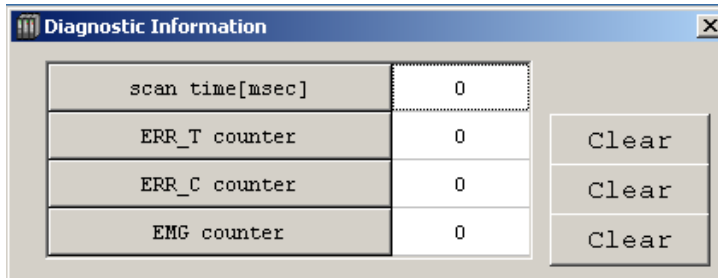 Diagnostic Information
scan time[msec] 0
ERR_T counter 0 Clear
ERR_C counter 0 Clear
EMG counter 0 Clear